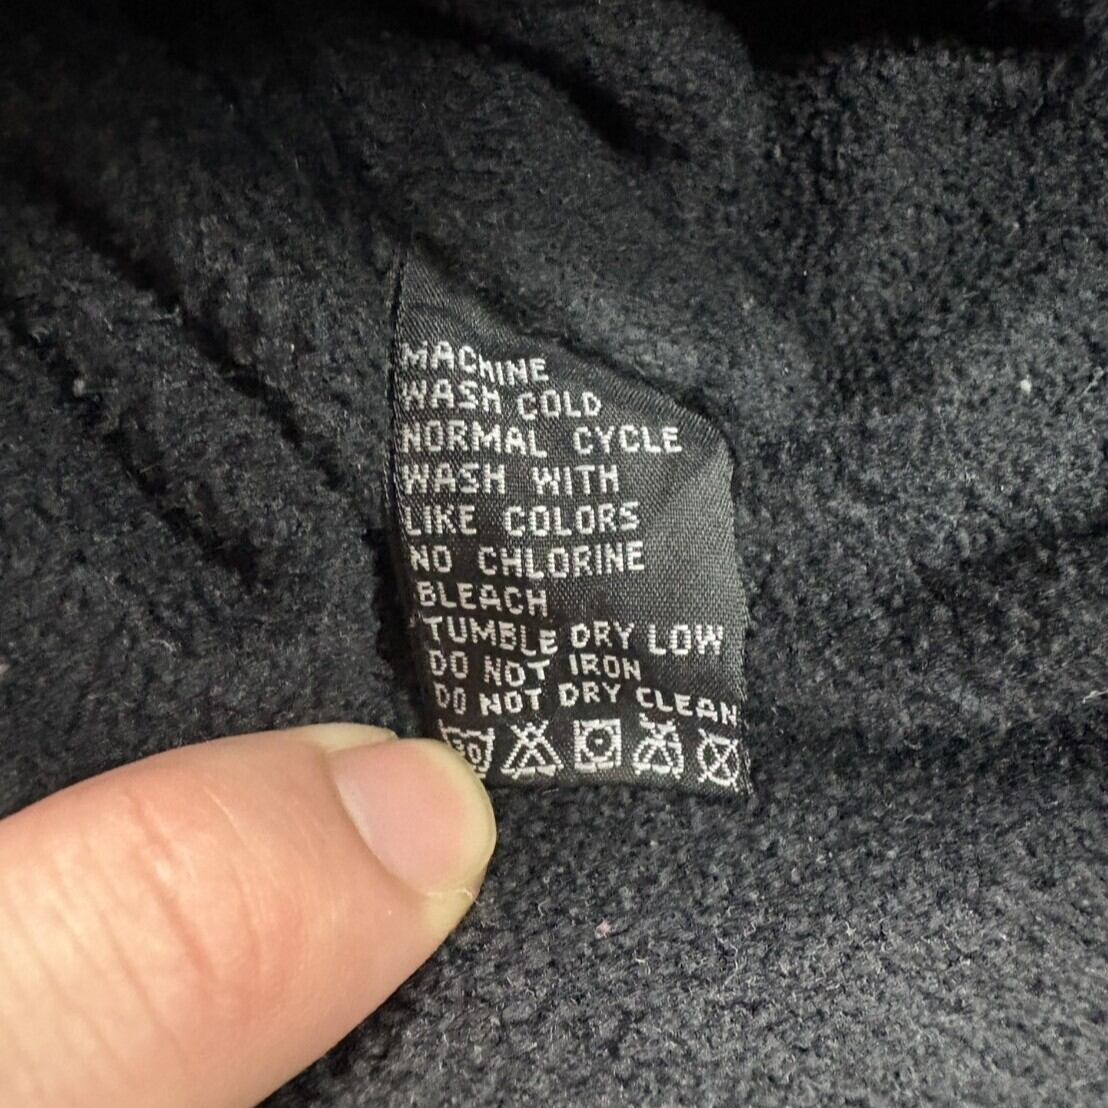 MACHINE
WASH COLD
NORMAL CYCLE
WASH WITH
LIKE COLORS
NO CHLORINE
BLEACH
TUMBLE DRY LOW
DO NOT IRON
DO NOT DRY CLEAN
30